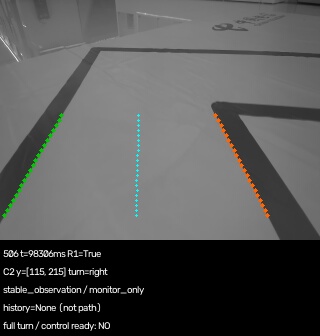 506 t=98306ms R1=True
C2 y=[115, 215] turn=right
stable_observation / monitor_only
history=None (not path)
full turn / control ready: NO